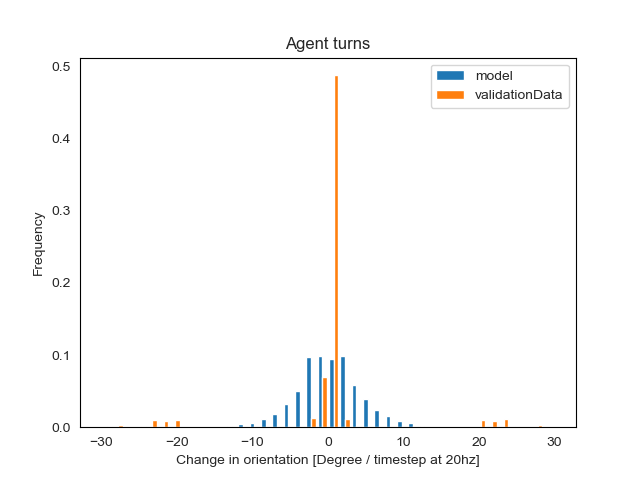 Agent turns
model
validationData
Frequency
0.5
0.4
0.3
0.2
0.1
0.0
−30 −20 −10 0 10 20 30
Change in orientation [Degree / timestep at 20hz]